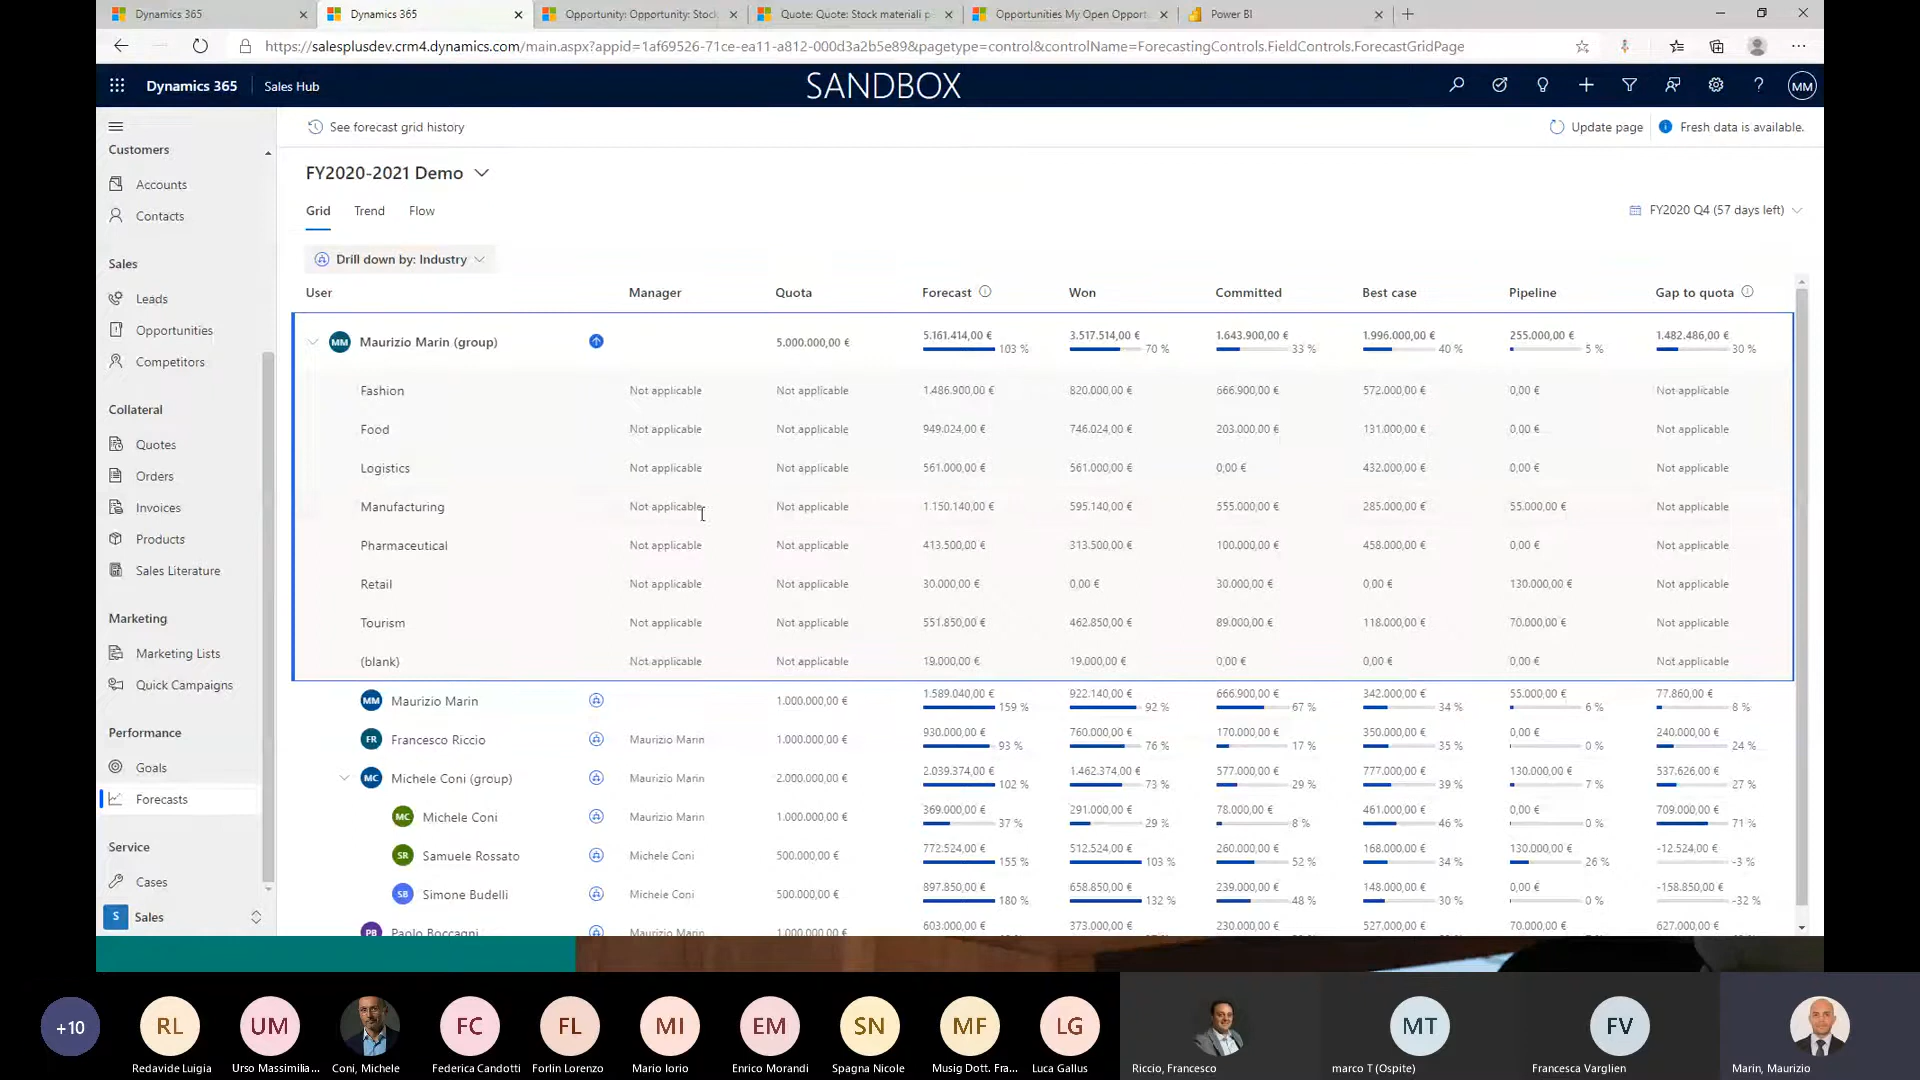 Dynamics 365
Dynamics 365
Opportunity: Opportunity: Stock
Quote: Quote: Stock materiali p
Opportunities My Open Opport
Power BI
https://salesplusdev.crm4.dynamics.com/main.aspx?appid=1af69526-71ce-ea11-a812-000d3a2b5e89&pagetype=control&controlName=ForecastingControls.FieldControls.ForecastGridPage
Dynamics 365 Sales Hub SANDBOX MM
See forecast grid history Update page Fresh data is available.
FY2020-2021 Demo
Grid Trend Flow FY2020 Q4 (57 days left)
Drill down by: Industry
Customers
Accounts
Contacts
Sales
Leads
Opportunities
Competitors
Collateral
Quotes
Orders
Invoices
Products
Sales Literature
Marketing
Marketing Lists
Quick Campaigns
Performance
Goals
Forecasts
Service
Cases
S Sales
User Manager Quota Forecast Won Committed Best case Pipeline Gap to quota
MM Maurizio Marin (group) 5.000.000,00 € 5.161.414,00 € 103 % 3.517.514,00 € 70 % 1.643.900,00 € 33 % 1.996.000,00 € 40 % 255.000,00 € 5 % 1.482.486,00 € 30 %
Fashion Not applicable Not applicable 1.486.900,00 € 820.000,00 € 666.900,00 € 572.000,00 € 0,00 € Not applicable
Food Not applicable Not applicable 949.024,00 € 746.024,00 € 203.000,00 € 131.000,00 € 0,00 € Not applicable
Logistics Not applicable Not applicable 561.000,00 € 561.000,00 € 0,00 € 432.000,00 € 0,00 € Not applicable
Manufacturing Not applicable Not applicable 1.150.140,00 € 595.140,00 € 555.000,00 € 285.000,00 € 55.000,00 € Not applicable
Pharmaceutical Not applicable Not applicable 413.500,00 € 313.500,00 € 100.000,00 € 458.000,00 € 0,00 € Not applicable
Retail Not applicable Not applicable 30.000,00 € 0,00 € 30.000,00 € 0,00 € 130.000,00 € Not applicable
Tourism Not applicable Not applicable 551.850,00 € 462.850,00 € 89.000,00 € 118.000,00 € 70.000,00 € Not applicable
(blank) Not applicable Not applicable 19.000,00 € 19.000,00 € 0,00 € 0,00 € 0,00 € Not applicable
MM Maurizio Marin 1.000.000,00 € 1.589.040,00 € 159 % 922.140,00 € 92 % 666.900,00 € 67 % 342.000,00 € 34 % 55.000,00 € 6 % 77.860,00 € 8 %
FR Francesco Riccio Maurizio Marin 1.000.000,00 € 930.000,00 € 93 % 760.000,00 € 76 % 170.000,00 € 17 % 350.000,00 € 35 % 0,00 € 0 % 240.000,00 € 24 %
MC Michele Coni (group) Maurizio Marin 2.000.000,00 € 2.039.374,00 € 102 % 1.462.374,00 € 73 % 577.000,00 € 29 % 777.000,00 € 39 % 130.000,00 € 7 % 537.626,00 € 27 %
MC Michele Coni Maurizio Marin 1.000.000,00 € 369.000,00 € 37 % 291.000,00 € 29 % 78.000,00 € 8 % 461.000,00 € 46 % 0,00 € 0 % 709.000,00 € 71 %
SR Samuele Rossato Michele Coni 500.000,00 € 772.524,00 € 155 % 512.524,00 € 103 % 260.000,00 € 52 % 168.000,00 € 34 % 130.000,00 € 26 % -12.524,00 € -3 %
SB Simone Budelli Michele Coni 500.000,00 € 897.850,00 € 180 % 658.850,00 € 132 % 239.000,00 € 48 % 148.000,00 € 30 % 0,00 € 0 % -158.850,00 € -32 %
PB Paolo Boccagni Maurizio Marin 1.000.000,00 € 603.000,00 € 373.000,00 € 230.000,00 € 527.000,00 € 70.000,00 € 627.000,00 €
+10 RL UM FC FL MI EM SN MF LG MT FV
Redavide Luigia Urso Massimilia... Coni, Michele Federica Candotti Forlin Lorenzo Mario Iorio Enrico Morandi Spagna Nicole Musig Dott. Fra... Luca Gallus Riccio, Francesco marco T (Ospite) Francesca Varglien Marin, Maurizio